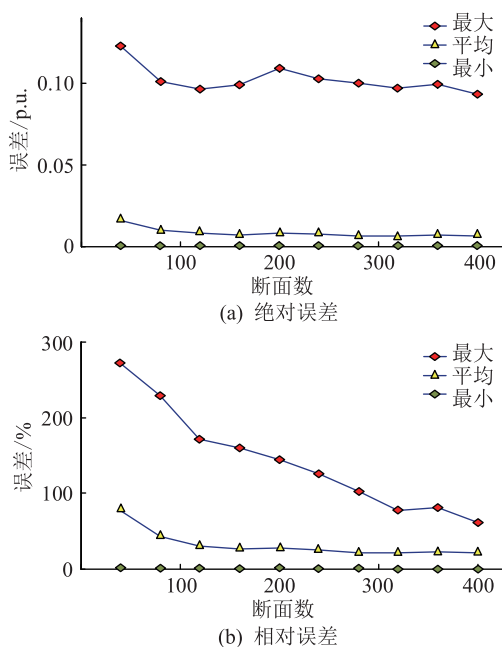 最大
平均
最小
0.10
0.05
0
误差/p.u.
100
200
300
400
断面数
(a) 绝对误差
300
200
100
0
误差/%
最大
平均
最小
100
200
300
400
断面数
(b) 相对误差